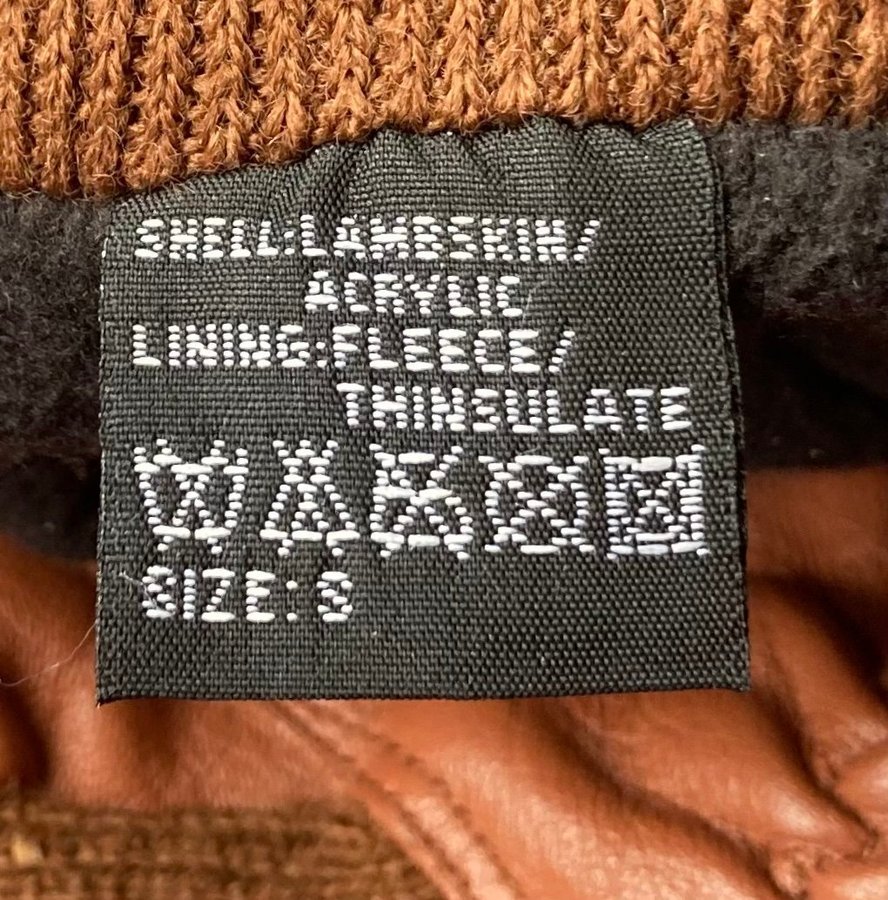 SHELL:LAMBSKIN/
ACRYLIC
LINING:FLEECE/
THINSULATE
SIZE:S